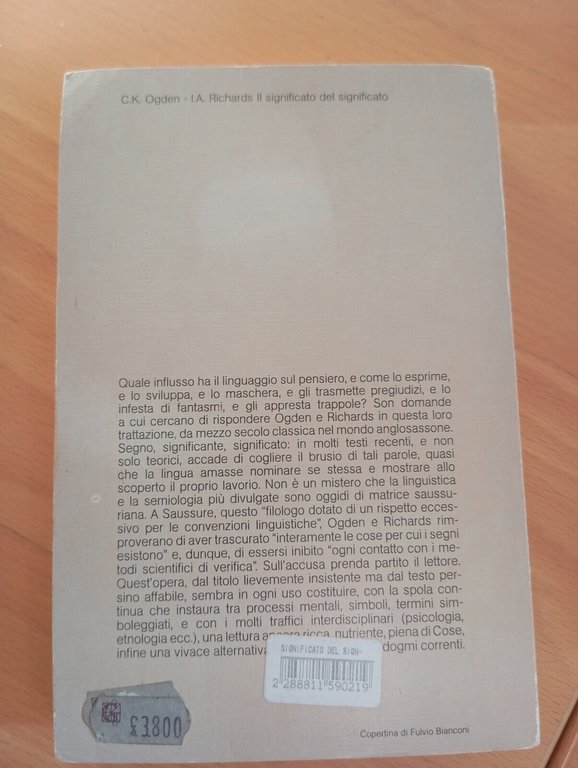 C.K. Ogden - I.A. Richards Il significato del significato
Quale influsso ha il linguaggio sul pensiero, e come lo esprime,
e lo sviluppa, e lo maschera, e gli trasmette pregiudizi, e lo
infesta di fantasmi, e gli appresta trappole? Son domande
a cui cercano di rispondere Ogden e Richards in questa loro
trattazione, da mezzo secolo classica nel mondo anglosassone.
Segno, significante, significato: in molti testi recenti, e non
solo teorici, accade di cogliere il brusio di tali parole, quasi
che la lingua amasse nominare se stessa e mostrare allo
scoperto il proprio lavorio. Non è un mistero che la linguistica
e la semiologia più divulgate sono oggidì di matrice saussu-
riana. A Saussure, questo "filologo dotato di un rispetto ecces-
sivo per le convenzioni linguistiche", Ogden e Richards rim-
proverano di aver trascurato "interamente le cose per cui i segni
esistono" e, dunque, di essersi inibito "ogni contatto con i me-
todi scientifici di verifica". Sull'accusa prenda partito il lettore.
Quest'opera, dal titolo lievemente insistente ma dal testo per-
sino affabile, sembra in ogni uso costituire, con la spola con-
tinua che instaura tra processi mentali, simboli, termini sim-
boleggiati, e con i molti traffici interdisciplinari (psicologia,
etnologia ecc.), una lettura ancora ricca, nutriente, piena di Cose,
infine una vivace alternativa dogmi correnti.
SIGNIFICATO DEL SIGN-
2 288811 590219
£3800
Copertina di Fulvio Bianconi